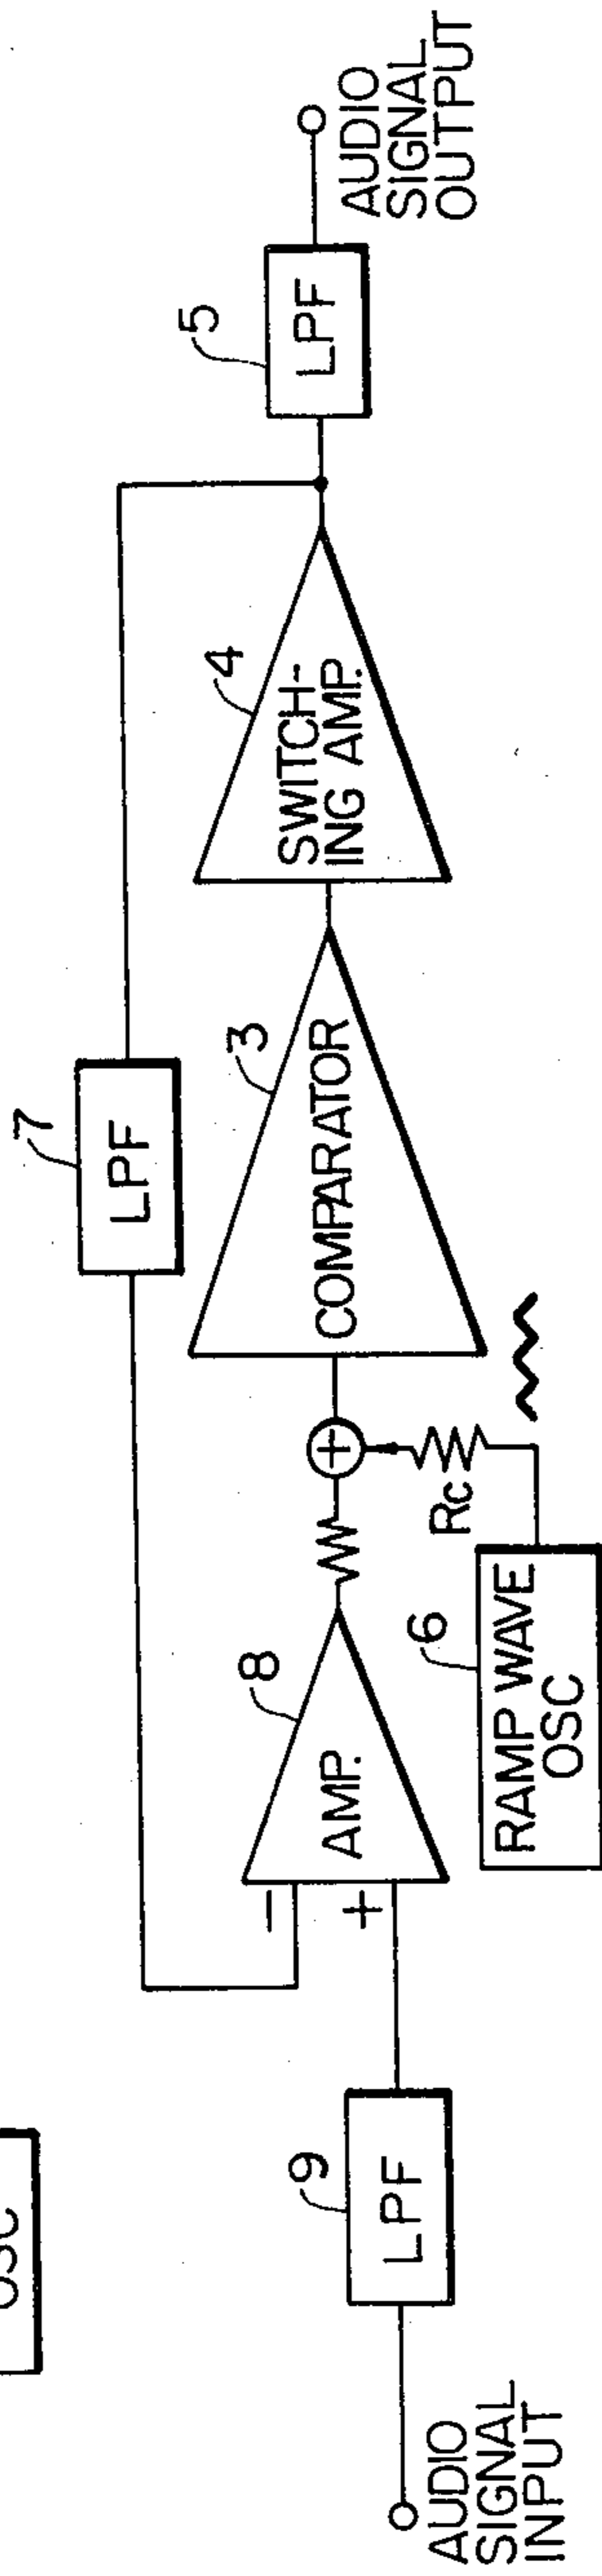 OSC
7
LPF
5
LPF
AUDIO
SIGNAL
OUTPUT
4
SWITCH-
ING AMP.
3
COMPARATOR
8
AMP.
−
+
+
Rc
6
RAMP WAVE
OSC
9
LPF
AUDIO
SIGNAL
INPUT